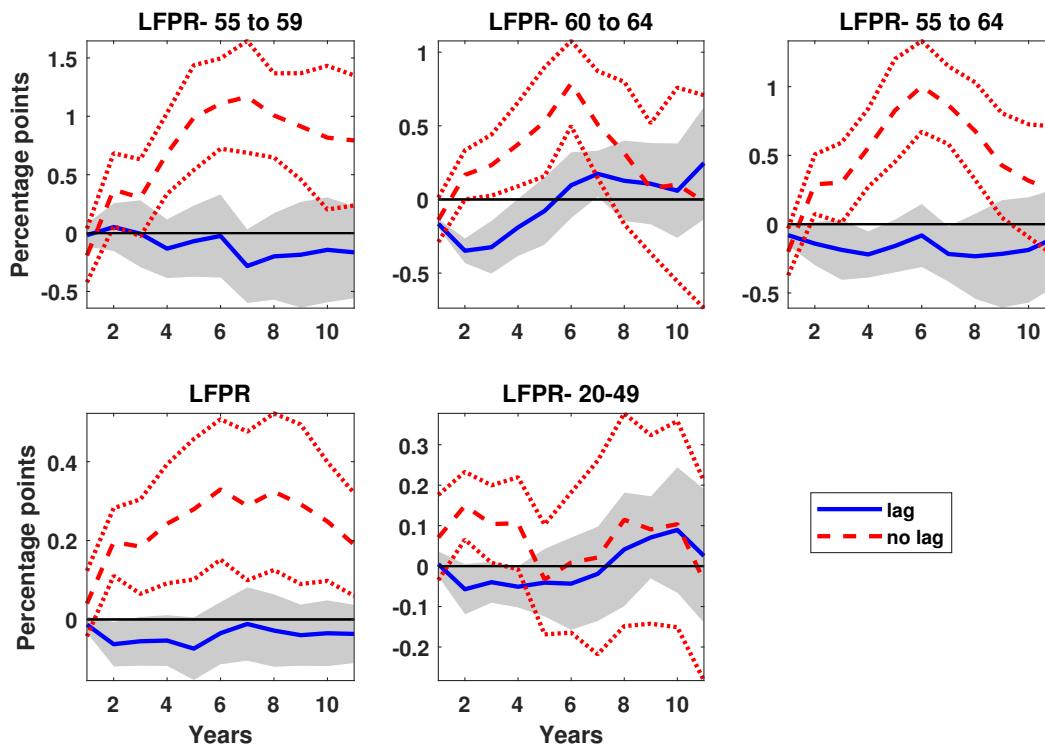 LFPR- 55 to 59
LFPR- 60 to 64
LFPR- 55 to 64
Percentage points
1.5
1
0.5
0
-0.5
2 4 6 8 10
1
0.5
0
-0.5
2 4 6 8 10
1
0.5
0
-0.5
2 4 6 8 10
LFPR
LFPR- 20-49
Percentage points
0.4
0.2
0
2 4 6 8 10
Years
0.3
0.2
0.1
0
-0.1
-0.2
2 4 6 8 10
Years
lag
no lag